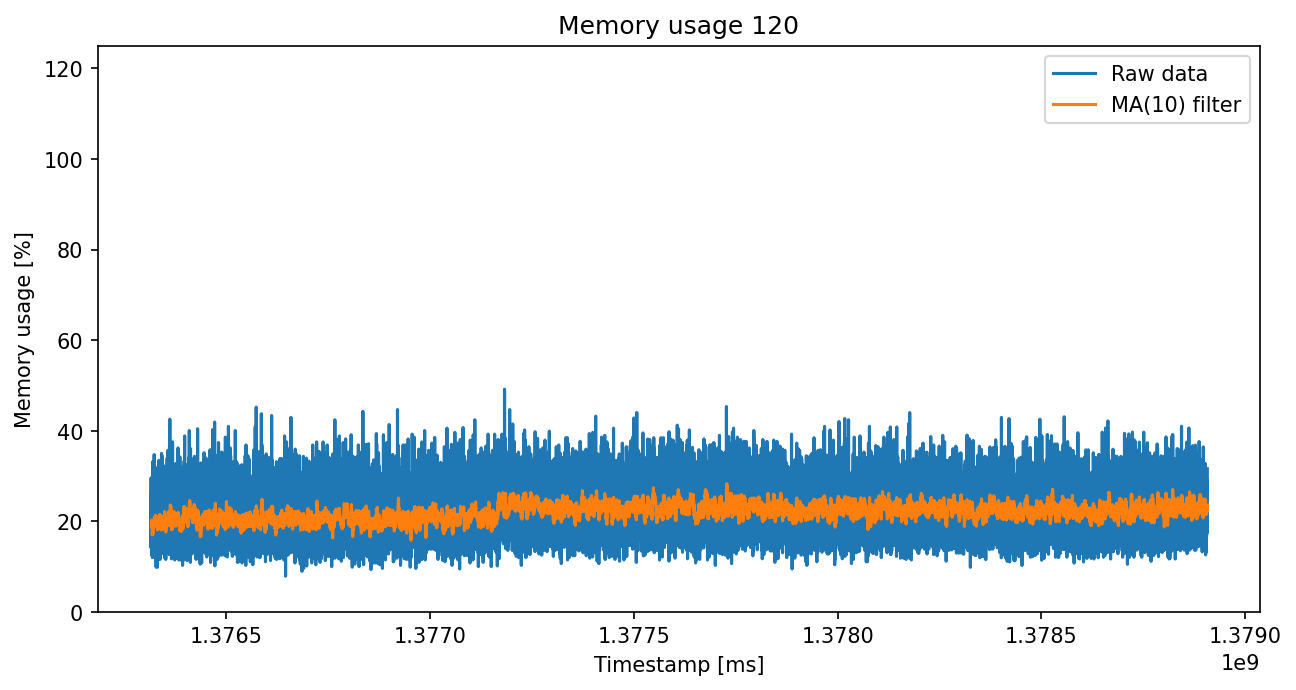 Memory usage 120
Raw data
MA(10) filter
Memory usage [%]
120
100
80
60
40
20
0
1.3765 1.3770 1.3775 1.3780 1.3785 1.3790
1e9
Timestamp [ms]